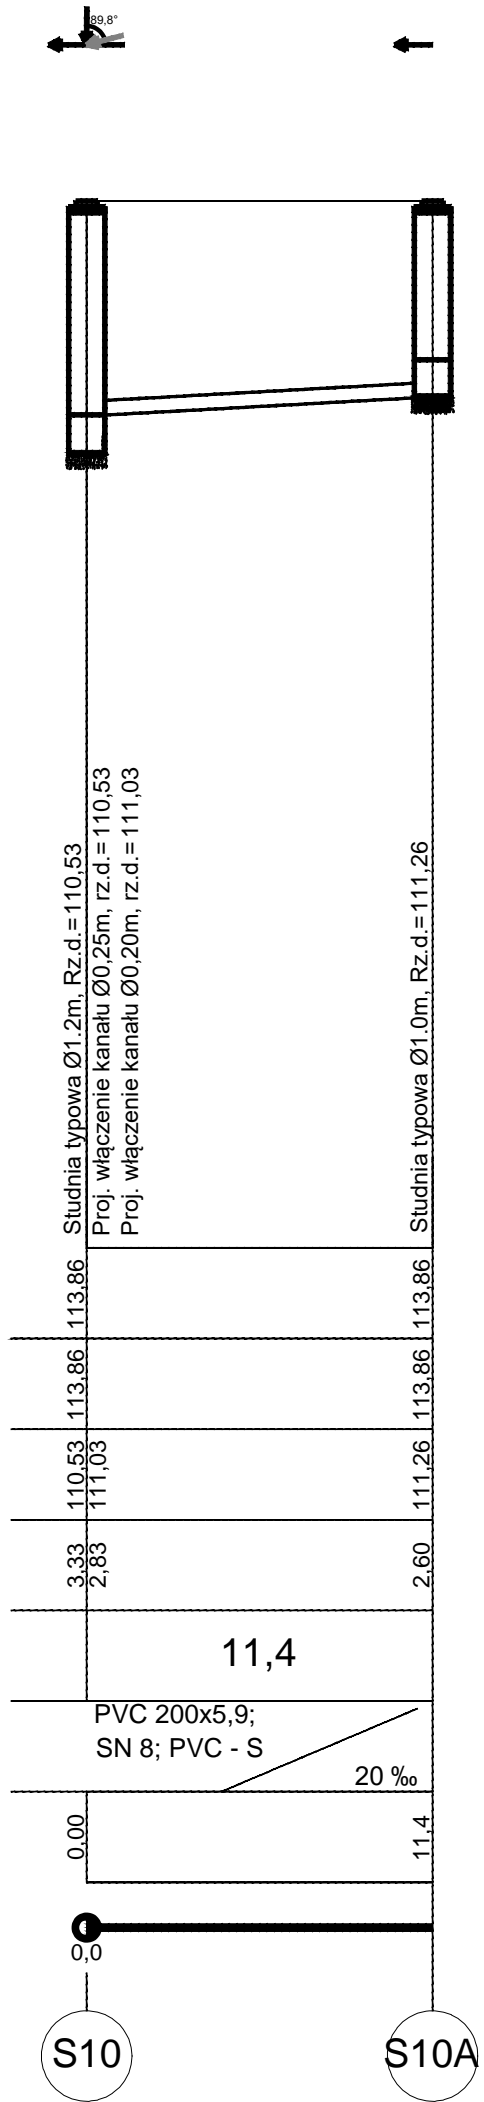 89,8°
Studnia typowa Ø1.2m, Rz.d.=110,53
Proj. włączenie kanału Ø0,25m, rz.d.=110,53
Proj. włączenie kanału Ø0,20m, rz.d.=111,03
Studnia typowa Ø1.0m, Rz.d.=111,26
113,86
113,86
113,86
113,86
110,53
111,03
111,26
3,33
2,83
2,60
11,4
PVC 200x5,9;
SN 8; PVC - S
20 ‰
0,00
11,4
0,0
S10
S10A